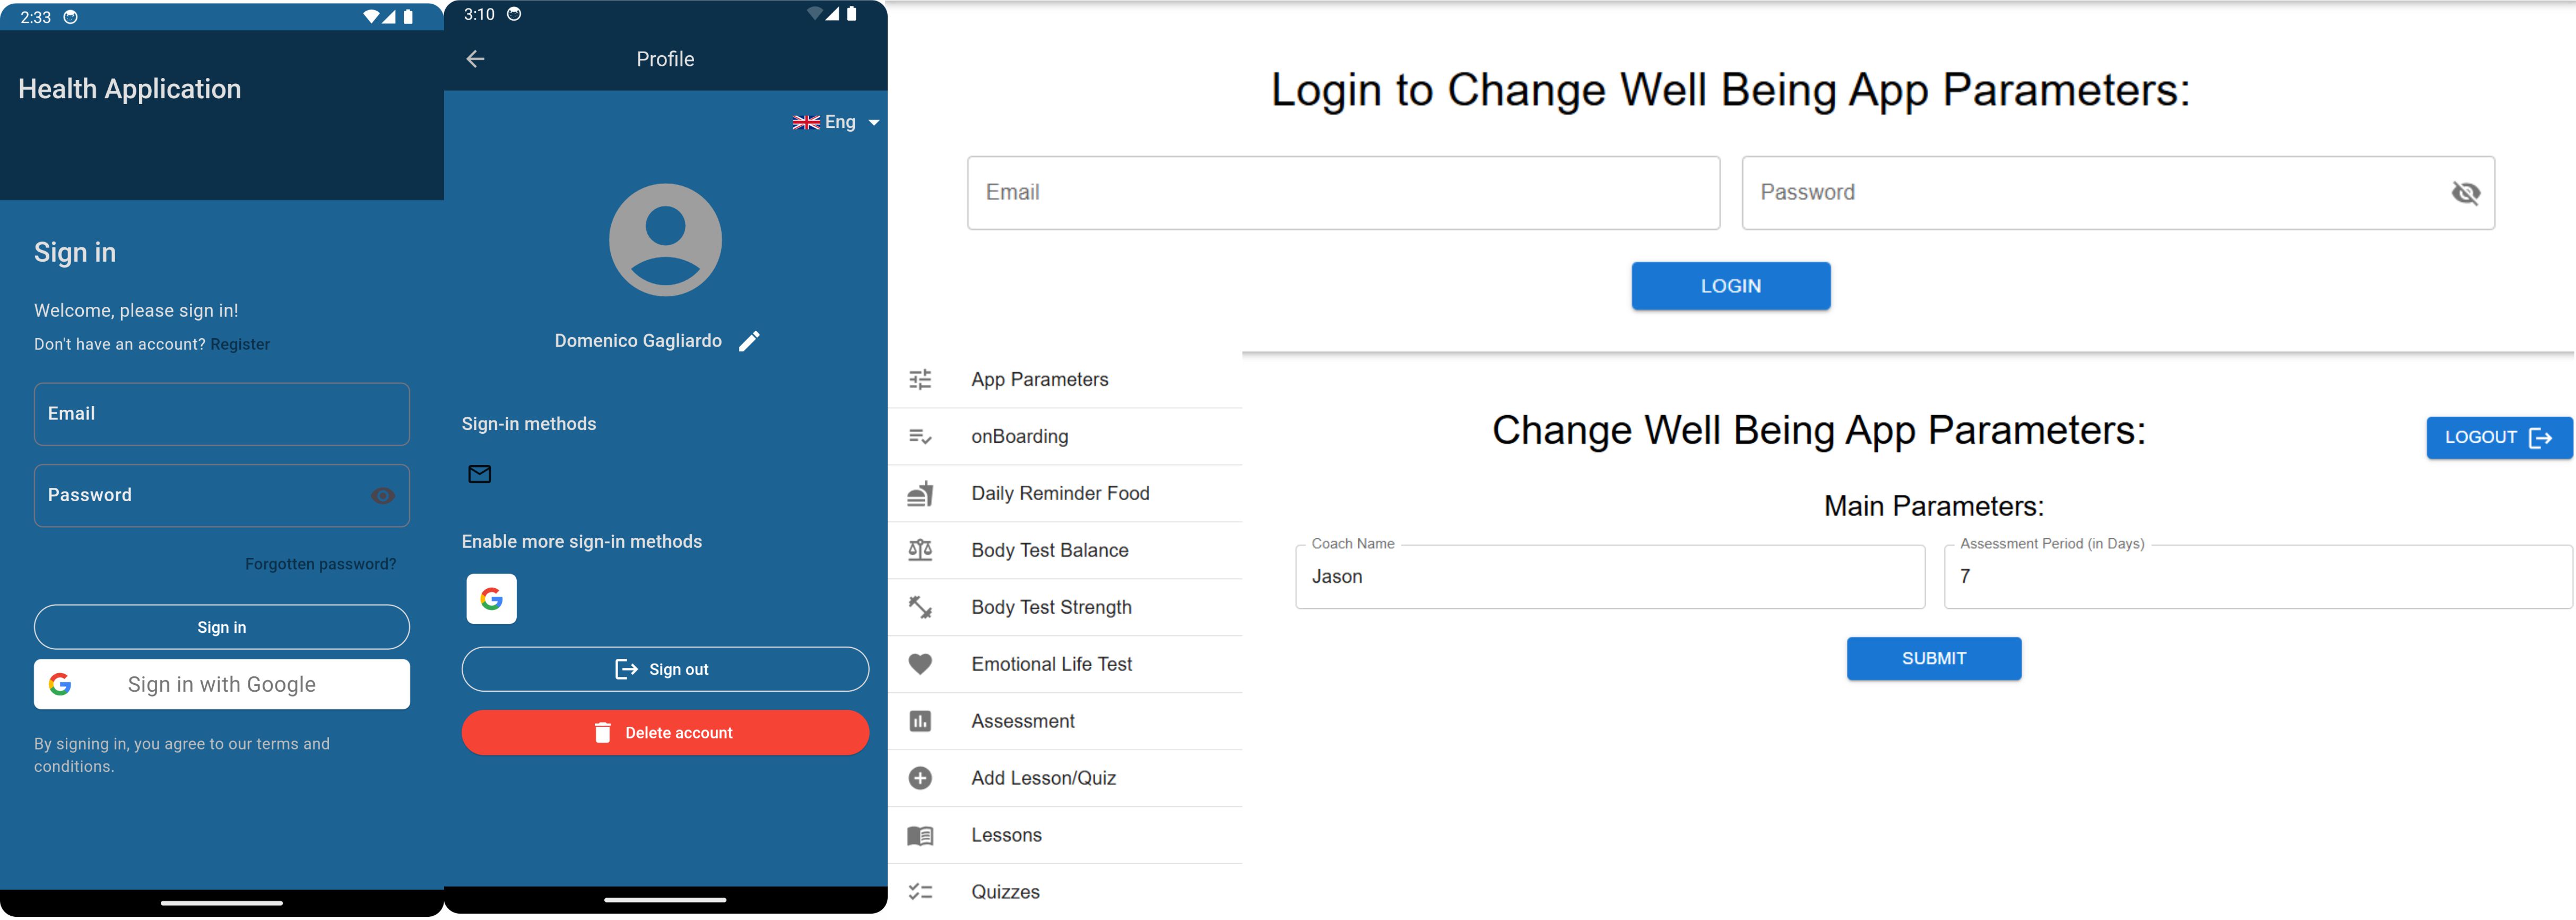 2:33
Health Application
Sign in
Welcome, please sign in!
Don't have an account? Register
Email
Password
Forgotten password?
Sign in
Sign in with Google
By signing in, you agree to our terms and
conditions.
3:10
Profile
Eng
Domenico Gagliardo
Sign-in methods
Enable more sign-in methods
Sign out
Delete account
Login to Change Well Being App Parameters:
Email
Password
LOGIN
App Parameters
onBoarding
Daily Reminder Food
Body Test Balance
Body Test Strength
Emotional Life Test
Assessment
Add Lesson/Quiz
Lessons
Quizzes
Change Well Being App Parameters:
LOGOUT
Main Parameters:
Coach Name
Jason
Assessment Period (in Days)
7
SUBMIT